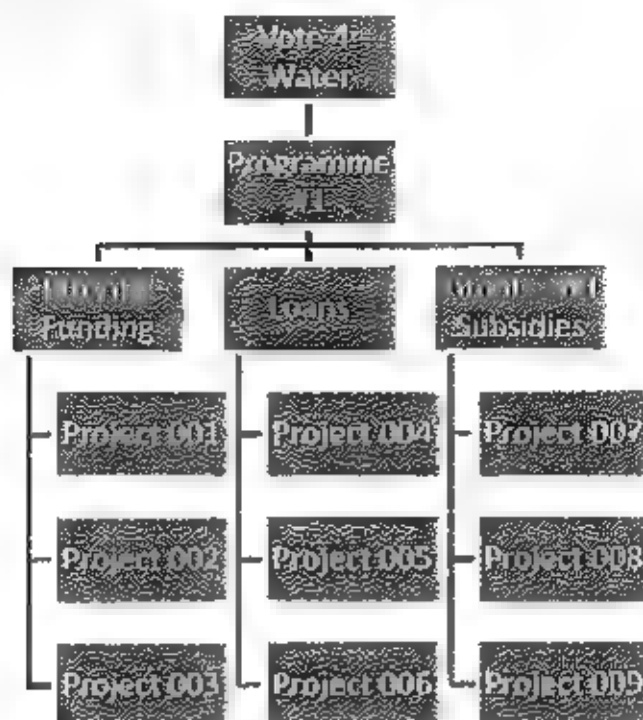 Vote 4:
Water
Programme
#1
Funding
Loans
Subsidies
Project 001
Project 004
Project 007
Project 002
Project 005
Project 008
Project 003
Project 006
Project 009